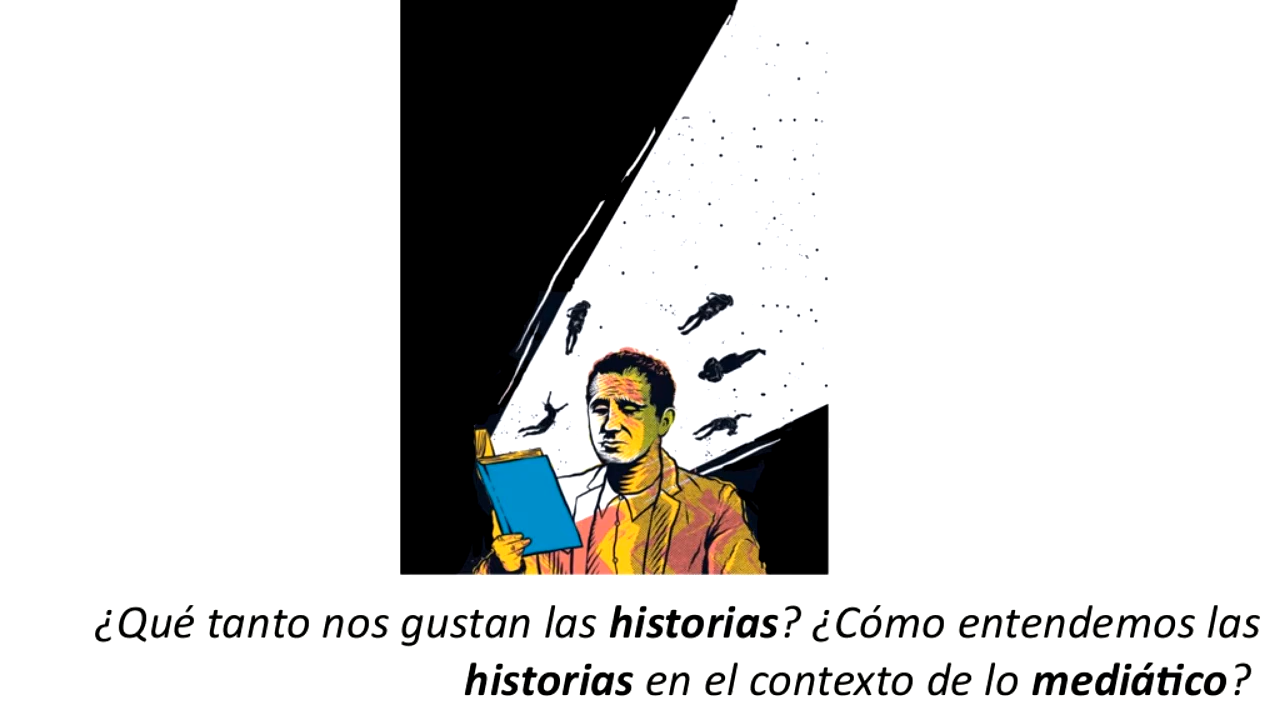 ¿Qué tanto nos gustan las historias? ¿Cómo entendemos las
historias en el contexto de lo mediático?